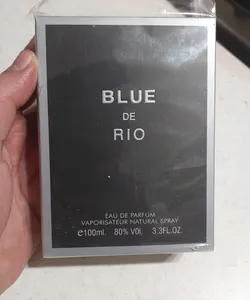 BLUE
DE
RIO
EAU DE PARFUM
VAPORISATEUR NATURAL SPRAY
℮100ml. 80% VOl. 3.3FL.OZ.